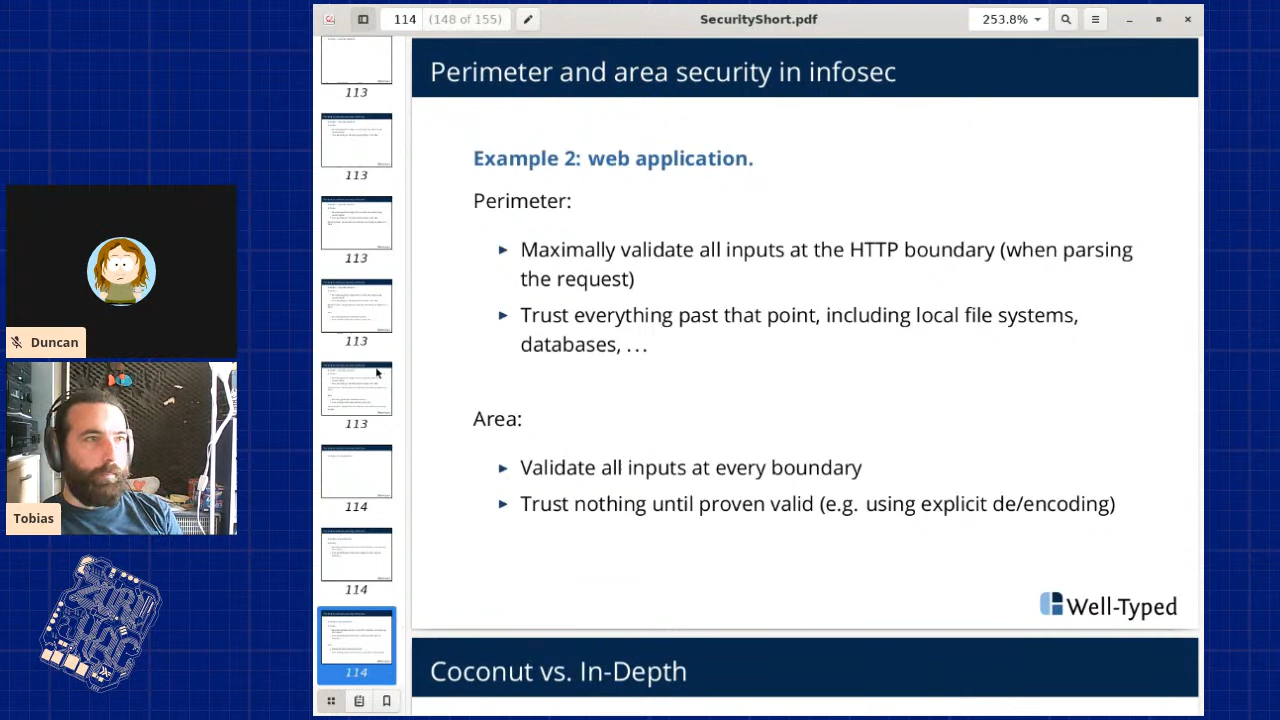 114 (148 of 155)
SecurityShort.pdf
253.8%
113
113
113
113
113
114
114
114
Duncan
Tobias
Perimeter and area security in infosec
Example 2: web application.
Perimeter:
Maximally validate all inputs at the HTTP boundary (when parsing
the request)
Trust everything past that point, including local file systems,
databases, ...
Area:
Validate all inputs at every boundary
Trust nothing until proven valid (e.g. using explicit de/encoding)
Well-Typed
Coconut vs. In-Depth